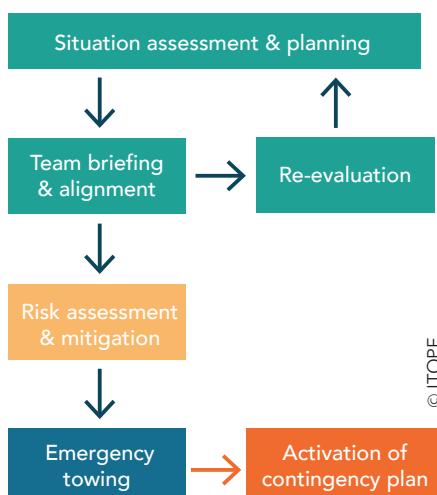 Situation assessment & planning
Team briefing
& alignment
Re-evaluation
Risk assessment
& mitigation
© ITOPF
Emergency
towing
Activation of
contingency plan